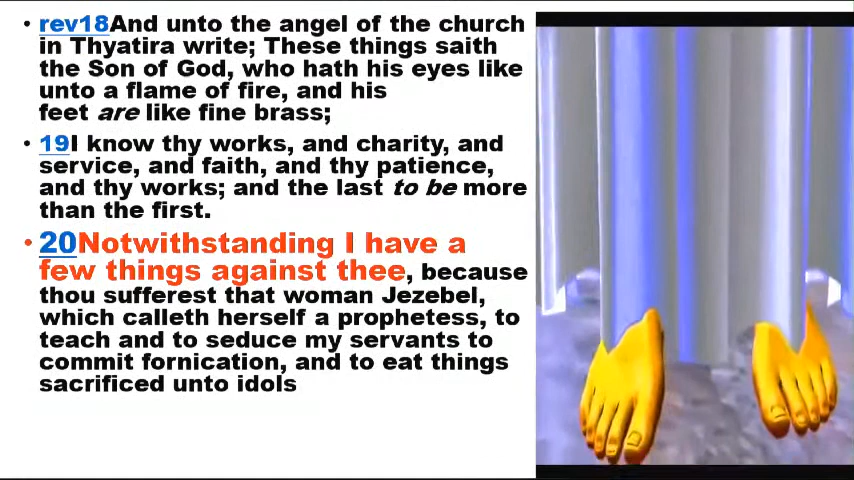 • rev18And unto the angel of the church
in Thyatira write; These things saith
the Son of God, who hath his eyes like
unto a flame of fire, and his
feet are like fine brass;
• 19I know thy works, and charity, and
service, and faith, and thy patience,
and thy works; and the last to be more
than the first.
• 20Notwithstanding I have a
few things against thee, because
thou sufferest that woman Jezebel,
which calleth herself a prophetess, to
teach and to seduce my servants to
commit fornication, and to eat things
sacrificed unto idols